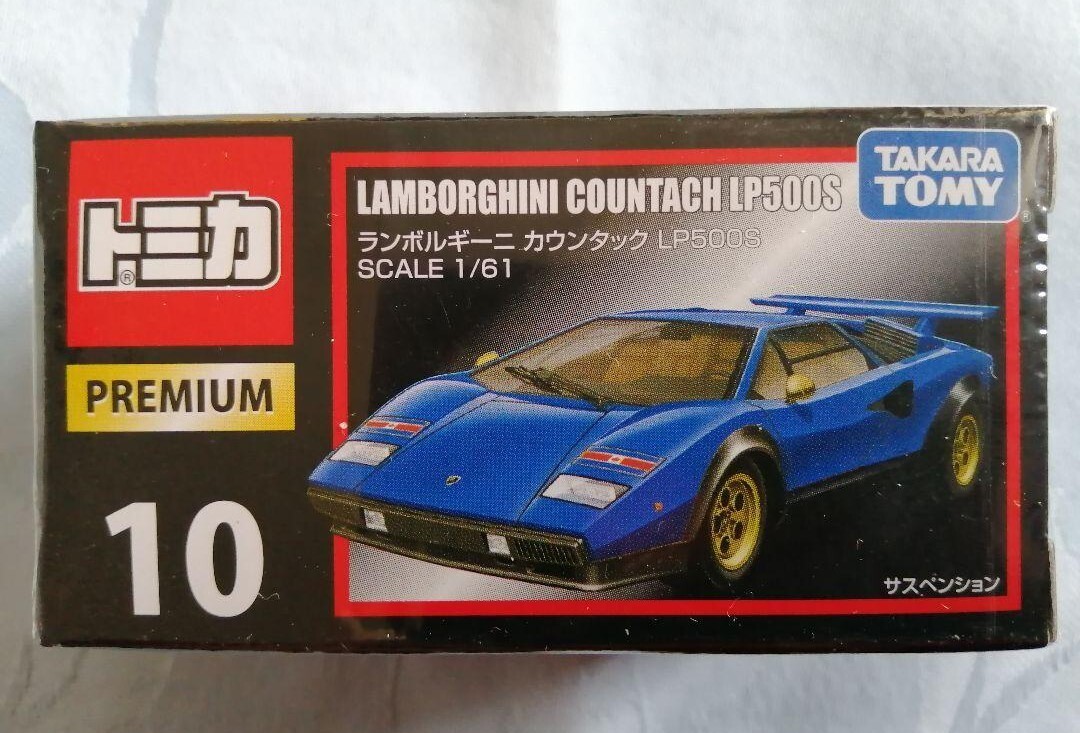 トミカ®
PREMIUM
10
LAMBORGHINI COUNTACH LP500S
ランボルギーニ カウンタック LP500S
SCALE 1/61
TAKARA
TOMY®
サスペンション